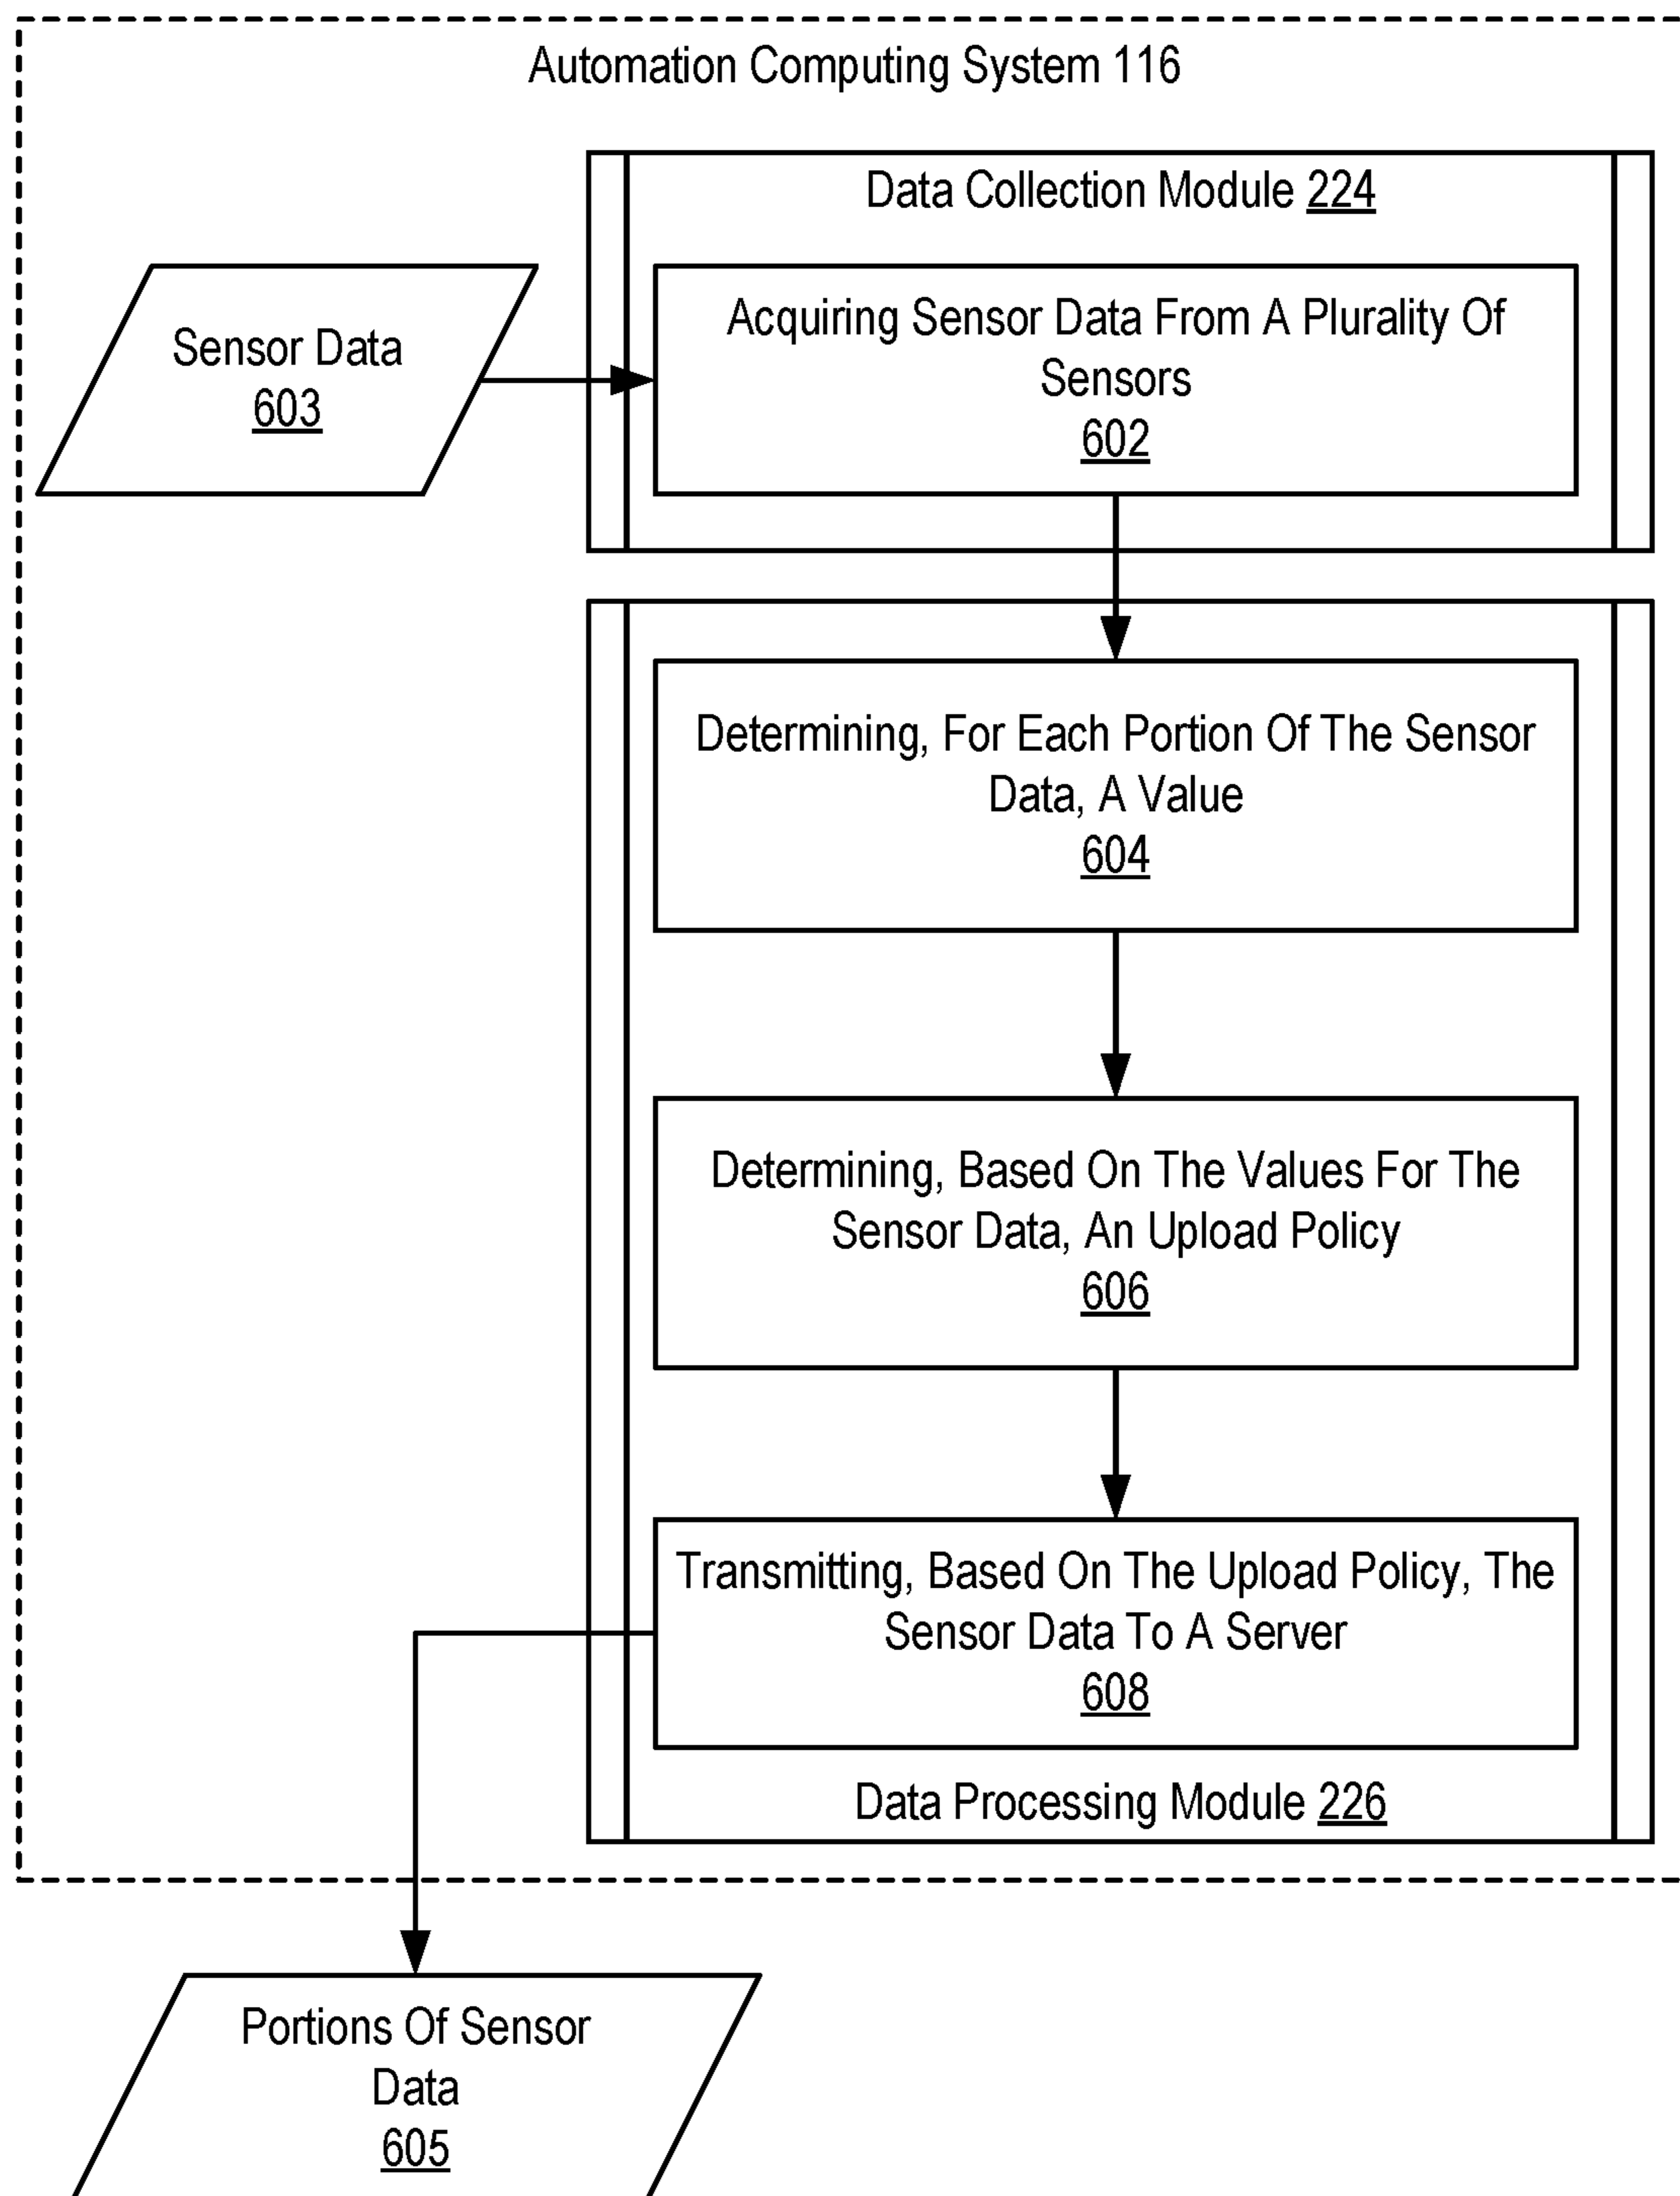 Automation Computing System 116
Data Collection Module 224
Sensor Data
603
Acquiring Sensor Data From A Plurality Of
Sensors
602
Determining, For Each Portion Of The Sensor
Data, A Value
604
Determining, Based On The Values For The
Sensor Data, An Upload Policy
606
Transmitting, Based On The Upload Policy, The
Sensor Data To A Server
608
Data Processing Module 226
Portions Of Sensor
Data
605